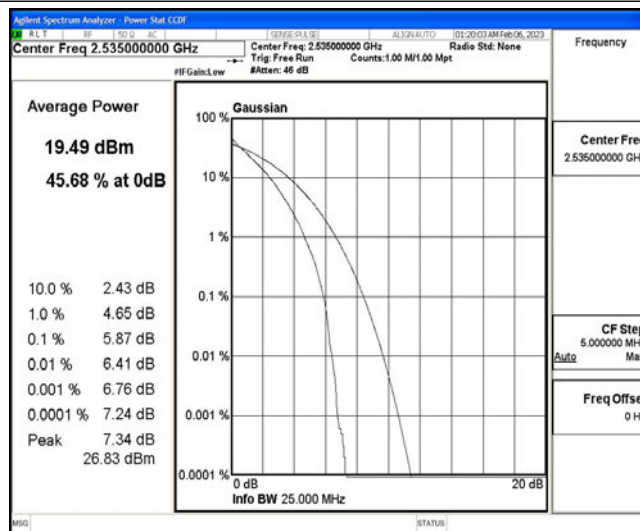 Agilent Spectrum Analyzer - Power Stat CCDF
RLT RF 50 Ω AC SENSE:PULSE ALIGNAUTO 01:20:03 AM Feb 06, 2023
Center Freq 2.535000000 GHz
Center Freq: 2.535000000 GHz Radio Std: None
Trig: Free Run Counts:1.00 M/1.00 Mpt
#IFGain:Low #Atten: 46 dB
Frequency
Average Power
19.49 dBm
45.68 % at 0dB
10.0 % 2.43 dB
1.0 % 4.65 dB
0.1 % 5.87 dB
0.01 % 6.41 dB
0.001 % 6.76 dB
0.0001 % 7.24 dB
Peak 7.34 dB
26.83 dBm
Gaussian
100 %
10 %
1 %
0.1 %
0.01 %
0.001 %
0.0001 %
0 dB 20 dB
Info BW 25.000 MHz
Center Fre
2.535000000 GH
CF Ste
5.000000 MH
Auto Ma
Freq Offse
0 H
MSG STATUS